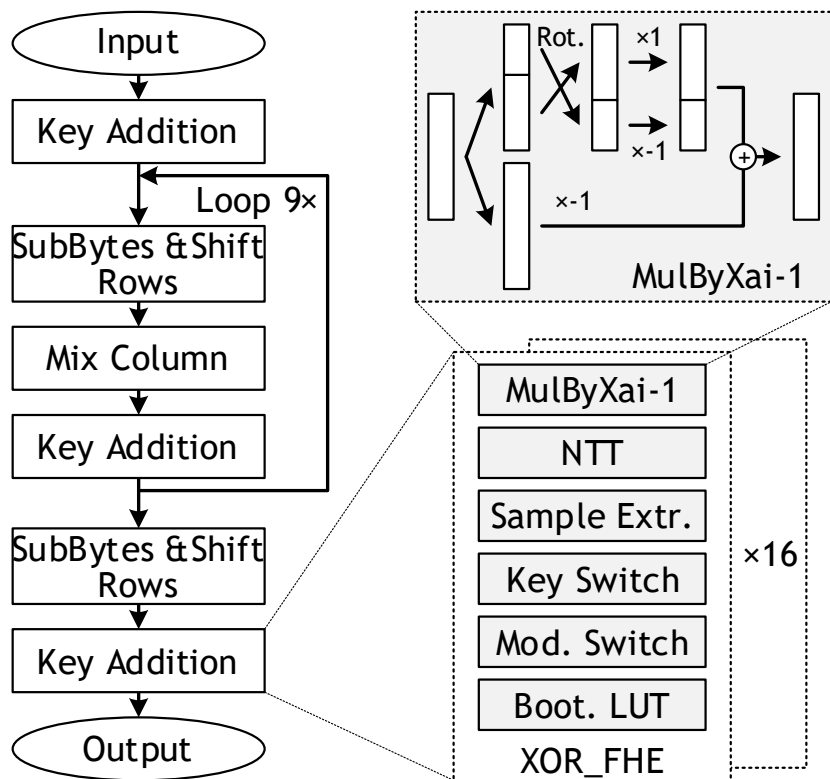 Input
Key Addition
Loop 9×
SubBytes &Shift
Rows
Mix Column
Key Addition
SubBytes &Shift
Rows
Key Addition
Output
Rot.
×1
×-1
×-1
+
MulByXai-1
MulByXai-1
NTT
Sample Extr.
Key Switch
Mod. Switch
Boot. LUT
XOR_FHE
×16